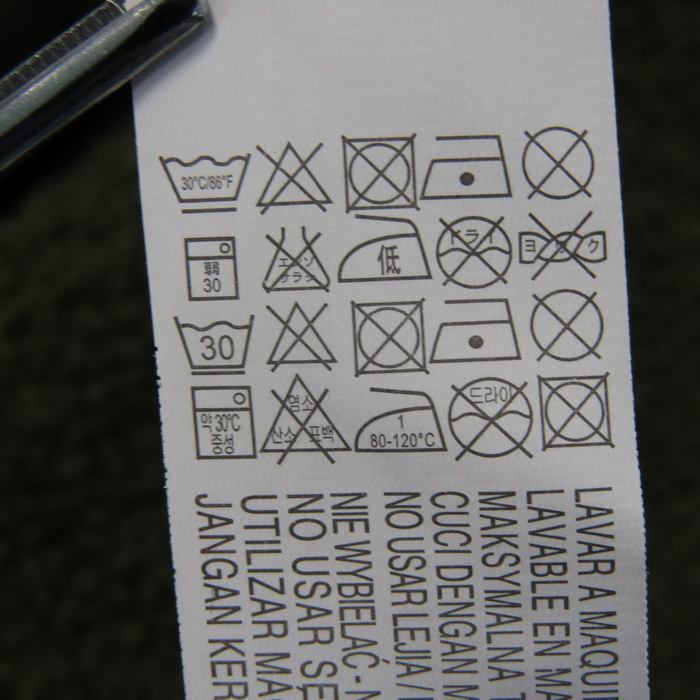 30°C/86°F
弱
30
エンソ
サラシ
低
ドライ
ヨワク
30
약 30°C
중성
염소
산소 표백
1
80-120°C
드라이
LAVAR A MAQUI
LAVABLE EN MA
MAKSYMALNA T
CUCI DENGAN M
NO USAR LEJIA /
NIE WYBIELAĆ - N
NO USAR SE
UTILIZAR MA
JANGAN KER